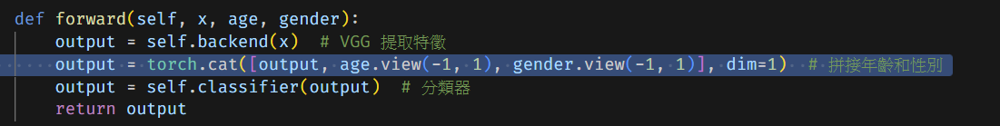 def forward(self, x, age, gender):
output = self.backend(x)  # VGG 提取特徵
output = torch.cat([output, age.view(-1, 1), gender.view(-1, 1)], dim=1)  # 拼接年齡和性別
output = self.classifier(output)  # 分類器
return output